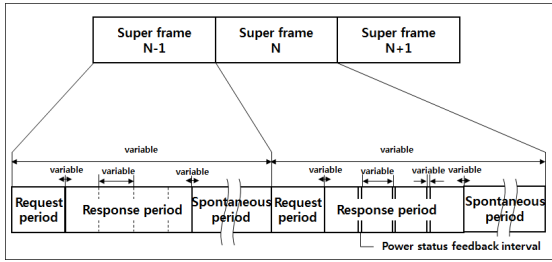 Super frame
N-1
Super frame
N
Super frame
N+1
variable
variable
variable
variable
variable
variable
variable
variable
variable
Request
period
Response period
Spontaneous
period
Request
period
Response period
Spontaneous
period
Power status feedback interval